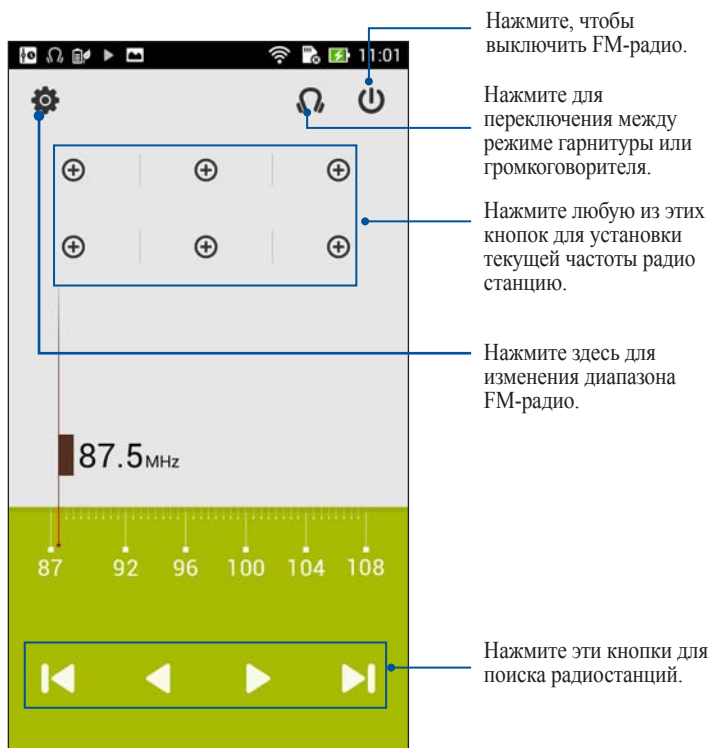 Нажмите, чтобы
выключить FM-радио.
11:01
Нажмите для
переключения между
режиме гарнитуры или
громкоговорителя.
Нажмите любую из этих
кнопок для установки
текущей частоты радио
станцию.
Нажмите здесь для
изменения диапазона
FM-радио.
87.5MHz
87 92 96 100 104 108
Нажмите эти кнопки для
поиска радиостанций.